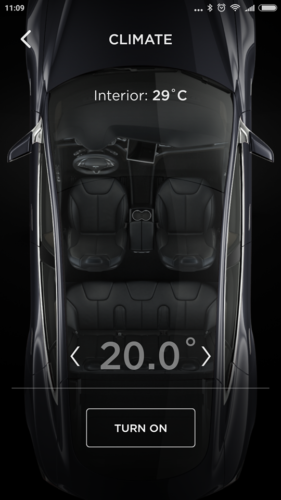 11:09
CLIMATE
Interior: 29°C
20.0°
TURN ON